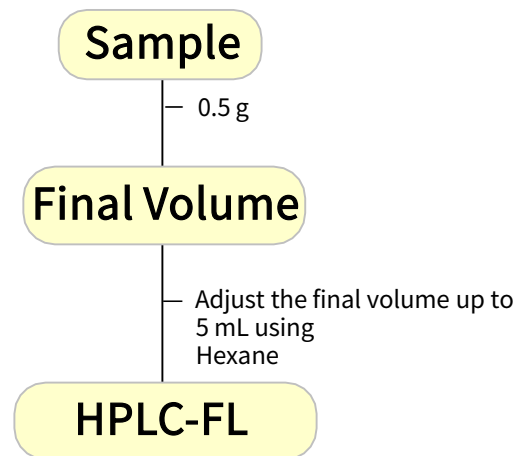 Sample
0.5 g
Final Volume
Adjust the final volume up to
5 mL using
Hexane
HPLC-FL